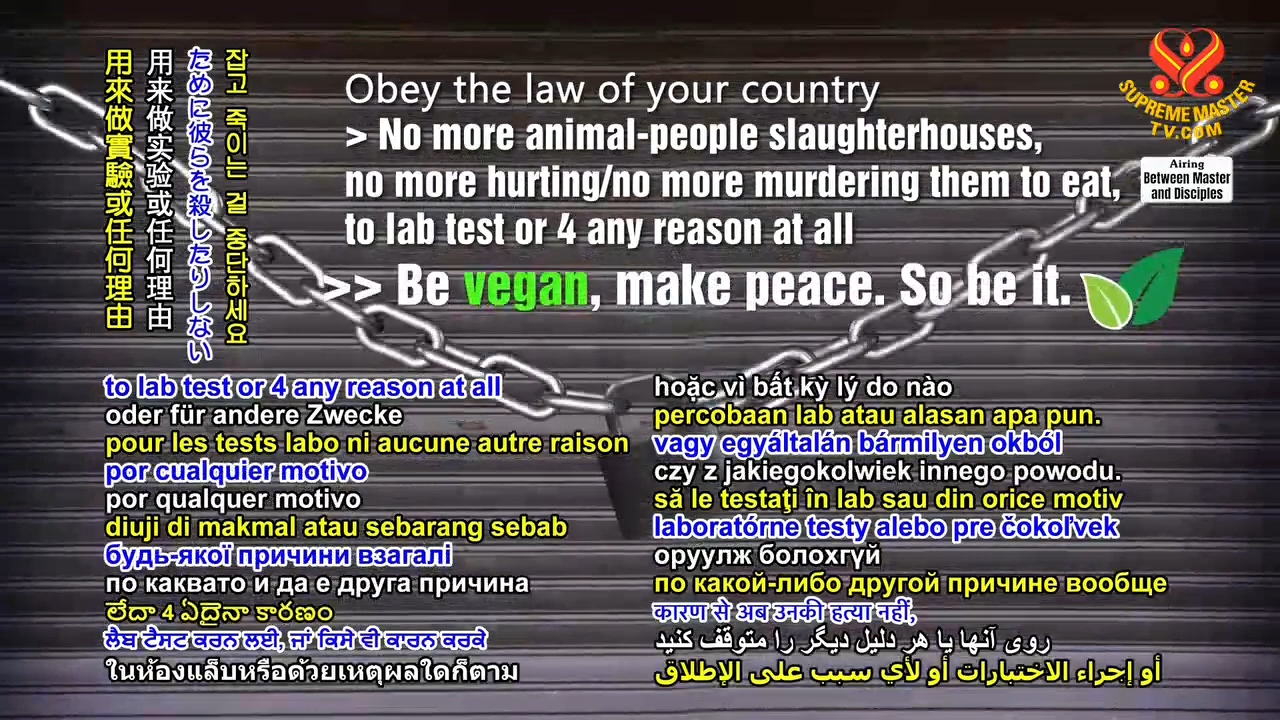 Obey the law of your country
> No more animal-people slaughterhouses,
no more hurting/no more murdering them to eat,
to lab test or 4 any reason at all
>> Be vegan, make peace. So be it.
SUPREME MASTER
TV.COM
Airing
Between Master
and Disciples
用來做實驗或任何理由
用来做实验或任何理由
ために彼らを殺したりしない
잡고 죽이는 걸 중단하세요
to lab test or 4 any reason at all
oder für andere Zwecke
pour les tests labo ni aucune autre raison
por cualquier motivo
por qualquer motivo
diuji di makmal atau sebarang sebab
будь-якої причини взагалі
по каквато и да е друга причина
లేదా 4 ఏదైనా కారణం
ਲੈਬ ਟੈਸਟ ਕਰਨ ਲਈ, ਜਾਂ ਕਿਸੇ ਵੀ ਕਾਰਨ ਕਰਕੇ
ในห้องแล็บหรือด้วยเหตุผลใดก็ตาม
hoặc vì bất kỳ lý do nào
percobaan lab atau alasan apa pun.
vagy egyáltalán bármilyen okból
czy z jakiegokolwiek innego powodu.
să le testaţi în lab sau din orice motiv
laboratórne testy alebo pre čokoľvek
оруулж болохгүй
по какой-либо другой причине вообще
कारण से अब उनकी हत्या नहीं,
روی آنها یا هر دلیل دیگر را متوقف کنید
أو إجراء الاختبارات أو لأي سبب على الإطلاق